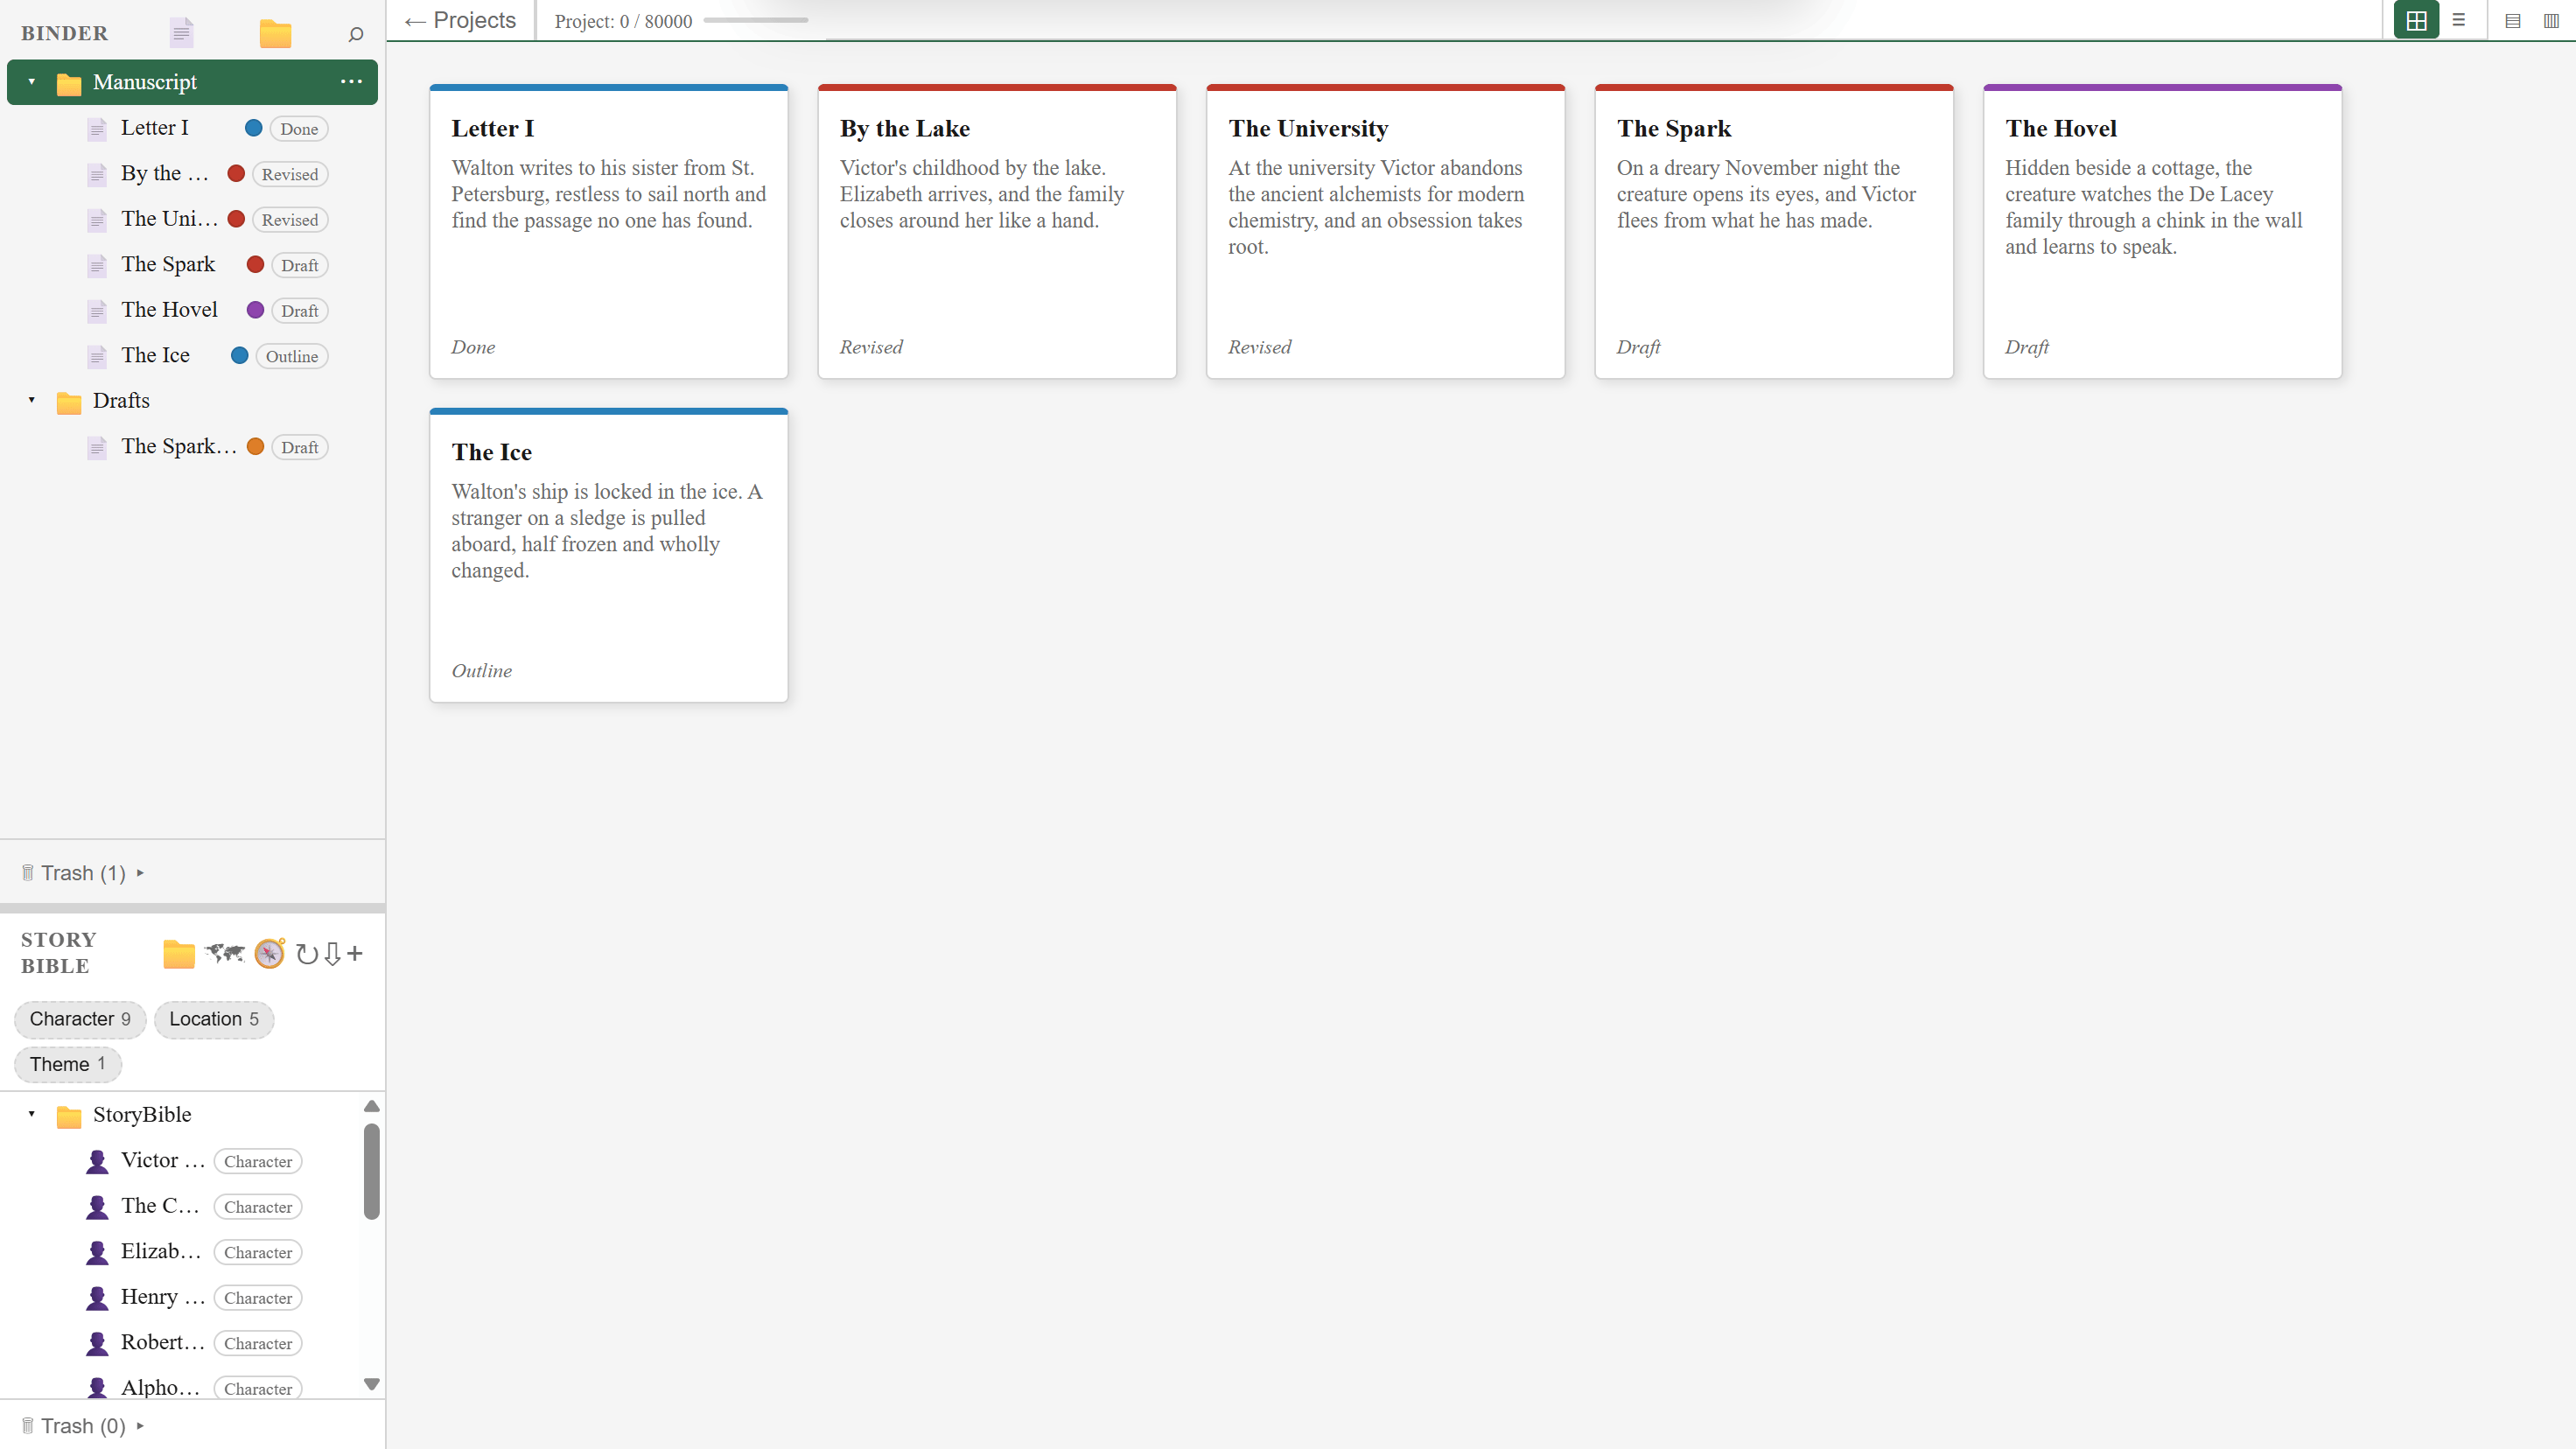 BINDER
Manuscript
Letter I Done
By the … Revised
The Uni… Revised
The Spark Draft
The Hovel Draft
The Ice Outline
Drafts
The Spark… Draft
Trash (1)
STORY
BIBLE
Character 9 Location 5
Theme 1
StoryBible
Victor … Character
The C… Character
Elizab… Character
Henry … Character
Robert… Character
Alpho… Character
Trash (0)
← Projects Project: 0 / 80000
Letter I
Walton writes to his sister from St.
Petersburg, restless to sail north and
find the passage no one has found.
Done
By the Lake
Victor's childhood by the lake.
Elizabeth arrives, and the family
closes around her like a hand.
Revised
The University
At the university Victor abandons
the ancient alchemists for modern
chemistry, and an obsession takes
root.
Revised
The Spark
On a dreary November night the
creature opens its eyes, and Victor
flees from what he has made.
Draft
The Hovel
Hidden beside a cottage, the
creature watches the De Lacey
family through a chink in the wall
and learns to speak.
Draft
The Ice
Walton's ship is locked in the ice. A
stranger on a sledge is pulled
aboard, half frozen and wholly
changed.
Outline